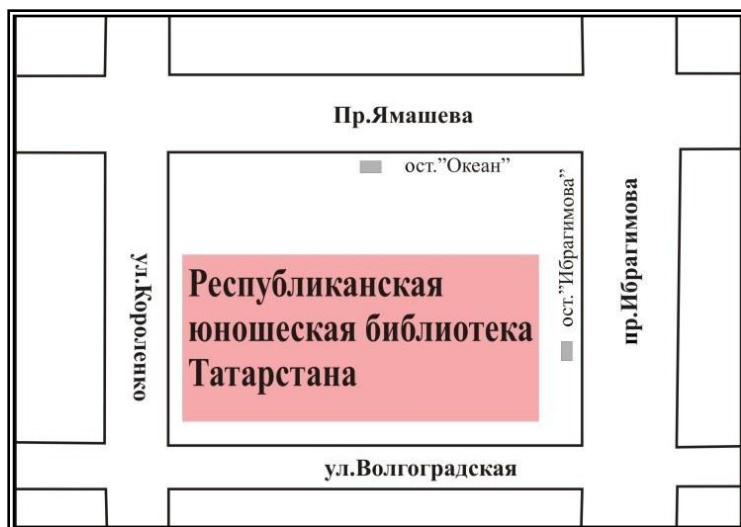 Пр.Ямашева
ост.”Океан”
ост.”Ибрагимова”
ул.Короленко
пр.Ибрагимова
Республиканская
юношеская библиотека
Татарстана
ул.Волгоградская